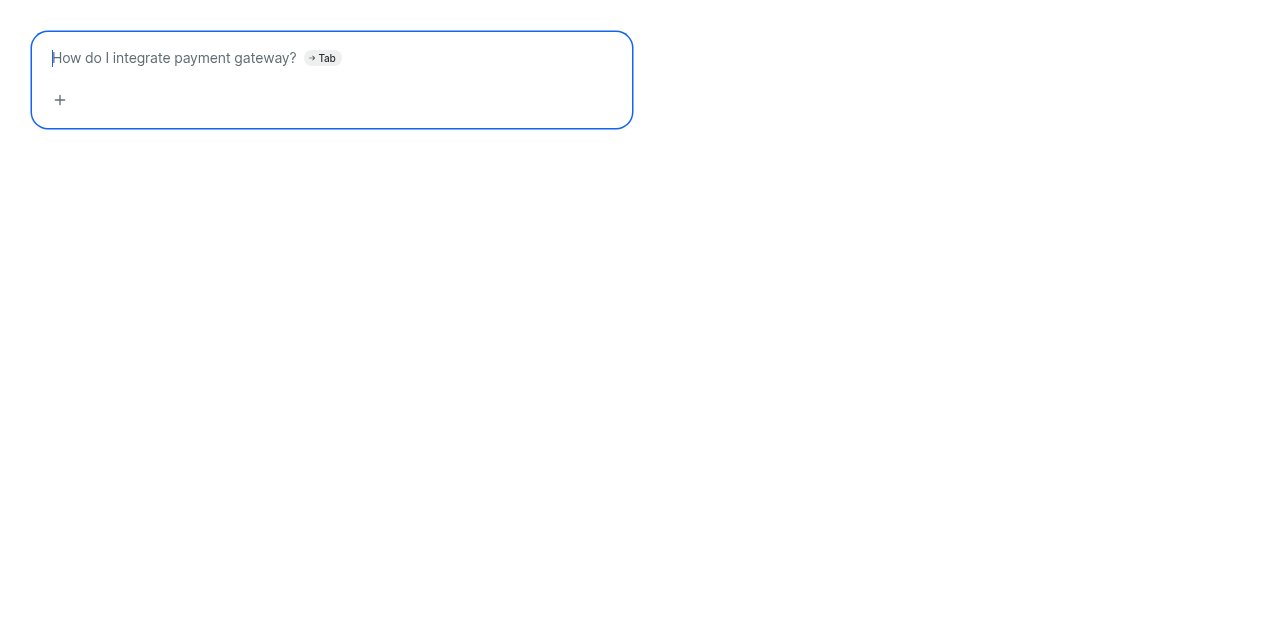 How do I integrate payment gateway? → Tab